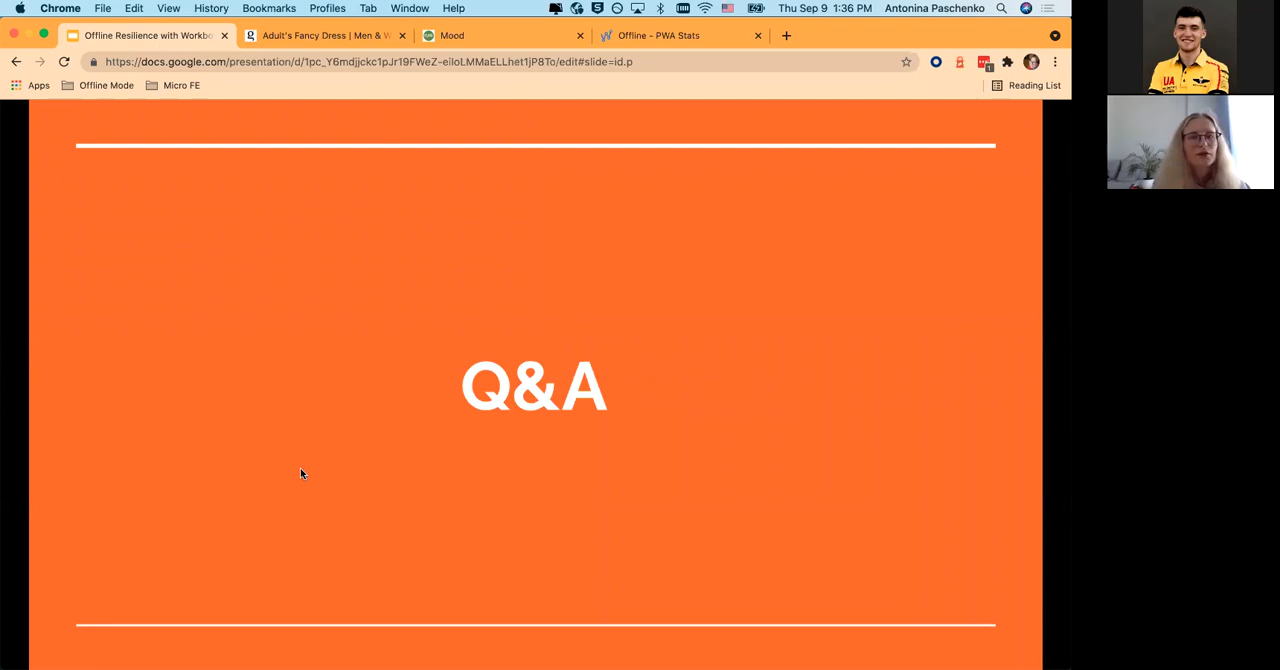 Chrome File Edit View History Bookmarks Profiles Tab Window Help Thu Sep 9 1:36 PM Antonina Paschenko
Offline Resilience with Workbo Adult's Fancy Dress | Men & W Mood Offline - PWA Stats
https://docs.google.com/presentation/d/1pc_Y6mdjjckc1pJr19FWeZ-eiIoLMMaELLhet1jP8To/edit#slide=id.p
Apps Offline Mode Micro FE Reading List
Q&A
UA